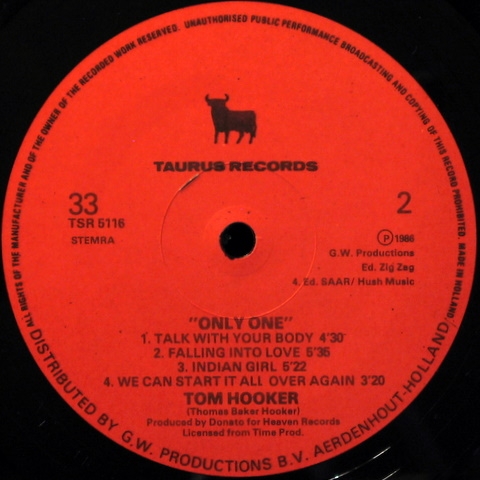 ALL RIGHTS OF THE MANUFACTURER AND OF THE OWNER OF THE RECORDED WORK RESERVED. UNAUTHORISED PUBLIC PERFORMANCE BROADCASTING AND COPYING OF THIS RECORD PROHIBITED MADE IN HOLLAND
TAURUS RECORDS
33
TSR 5116
STEMRA
2
Ⓟ 1986
G.W. Productions
Ed. Zig Zag
4. Ed. BAAR/ Hush Music
"ONLY ONE"
1. TALK WITH YOUR BODY 4'30
2. FALLING INTO LOVE 5'35
3. INDIAN GIRL 5'22
4. WE CAN START IT ALL OVER AGAIN 3'20
TOM HOOKER
(Thomas Baker Hooker)
Produced by Donato for Heaven Records
Licensed from Time Prod.
DISTRIBUTED BY G.W. PRODUCTIONS B.V. AERDENHOUT-HOLLAND